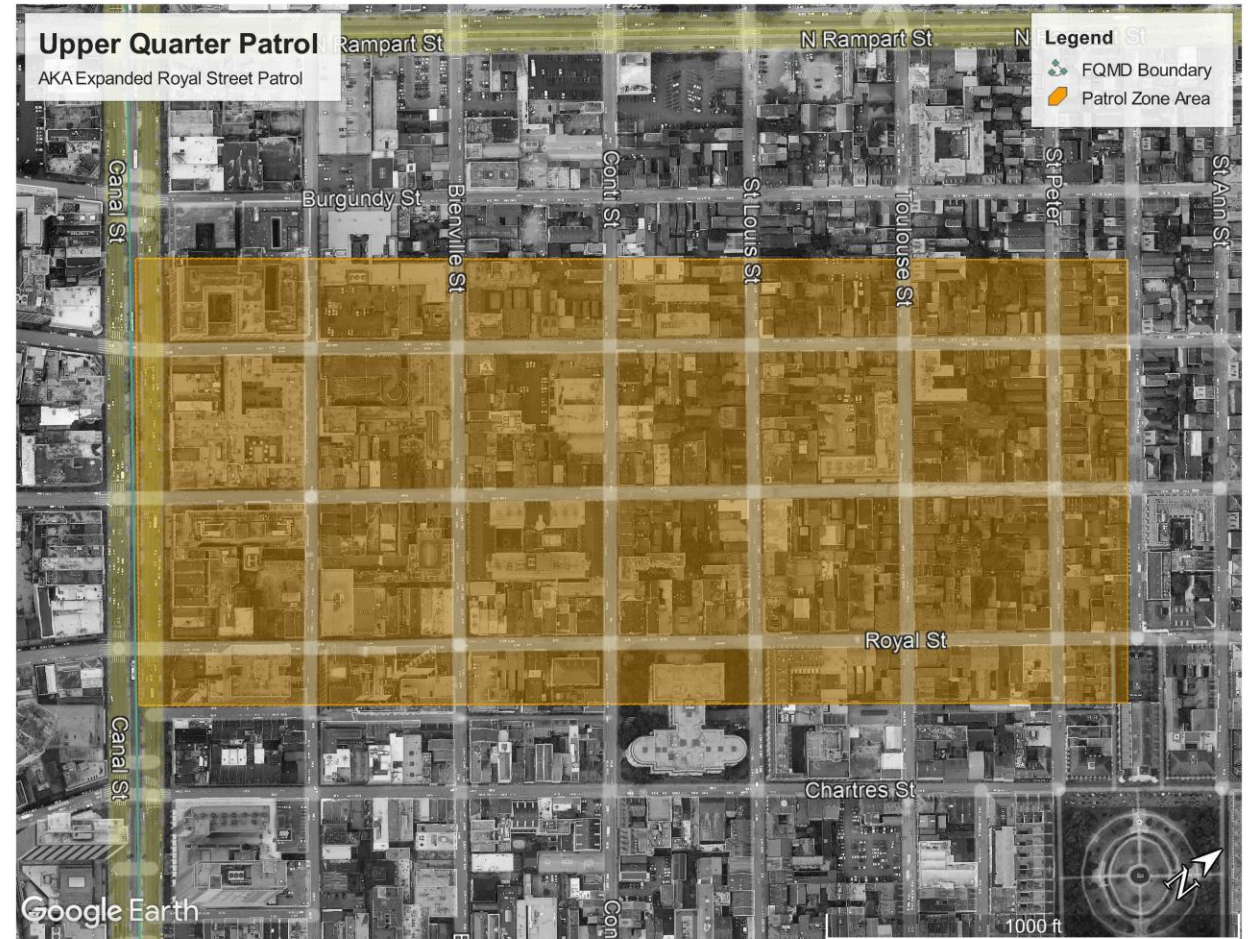 Upper Quarter Patrol
AKA Expanded Royal Street Patrol
N Rampart St
N Rampart St
N
St
Legend
FQMD Boundary
Patrol Zone Area
Canal St
Burgundy St
Bienville St
Conti St
St Louis St
Toulouse St
St Peter
St Ann St
Royal St
Canal St
Chartres St
Google Earth
Con
1000 ft
N